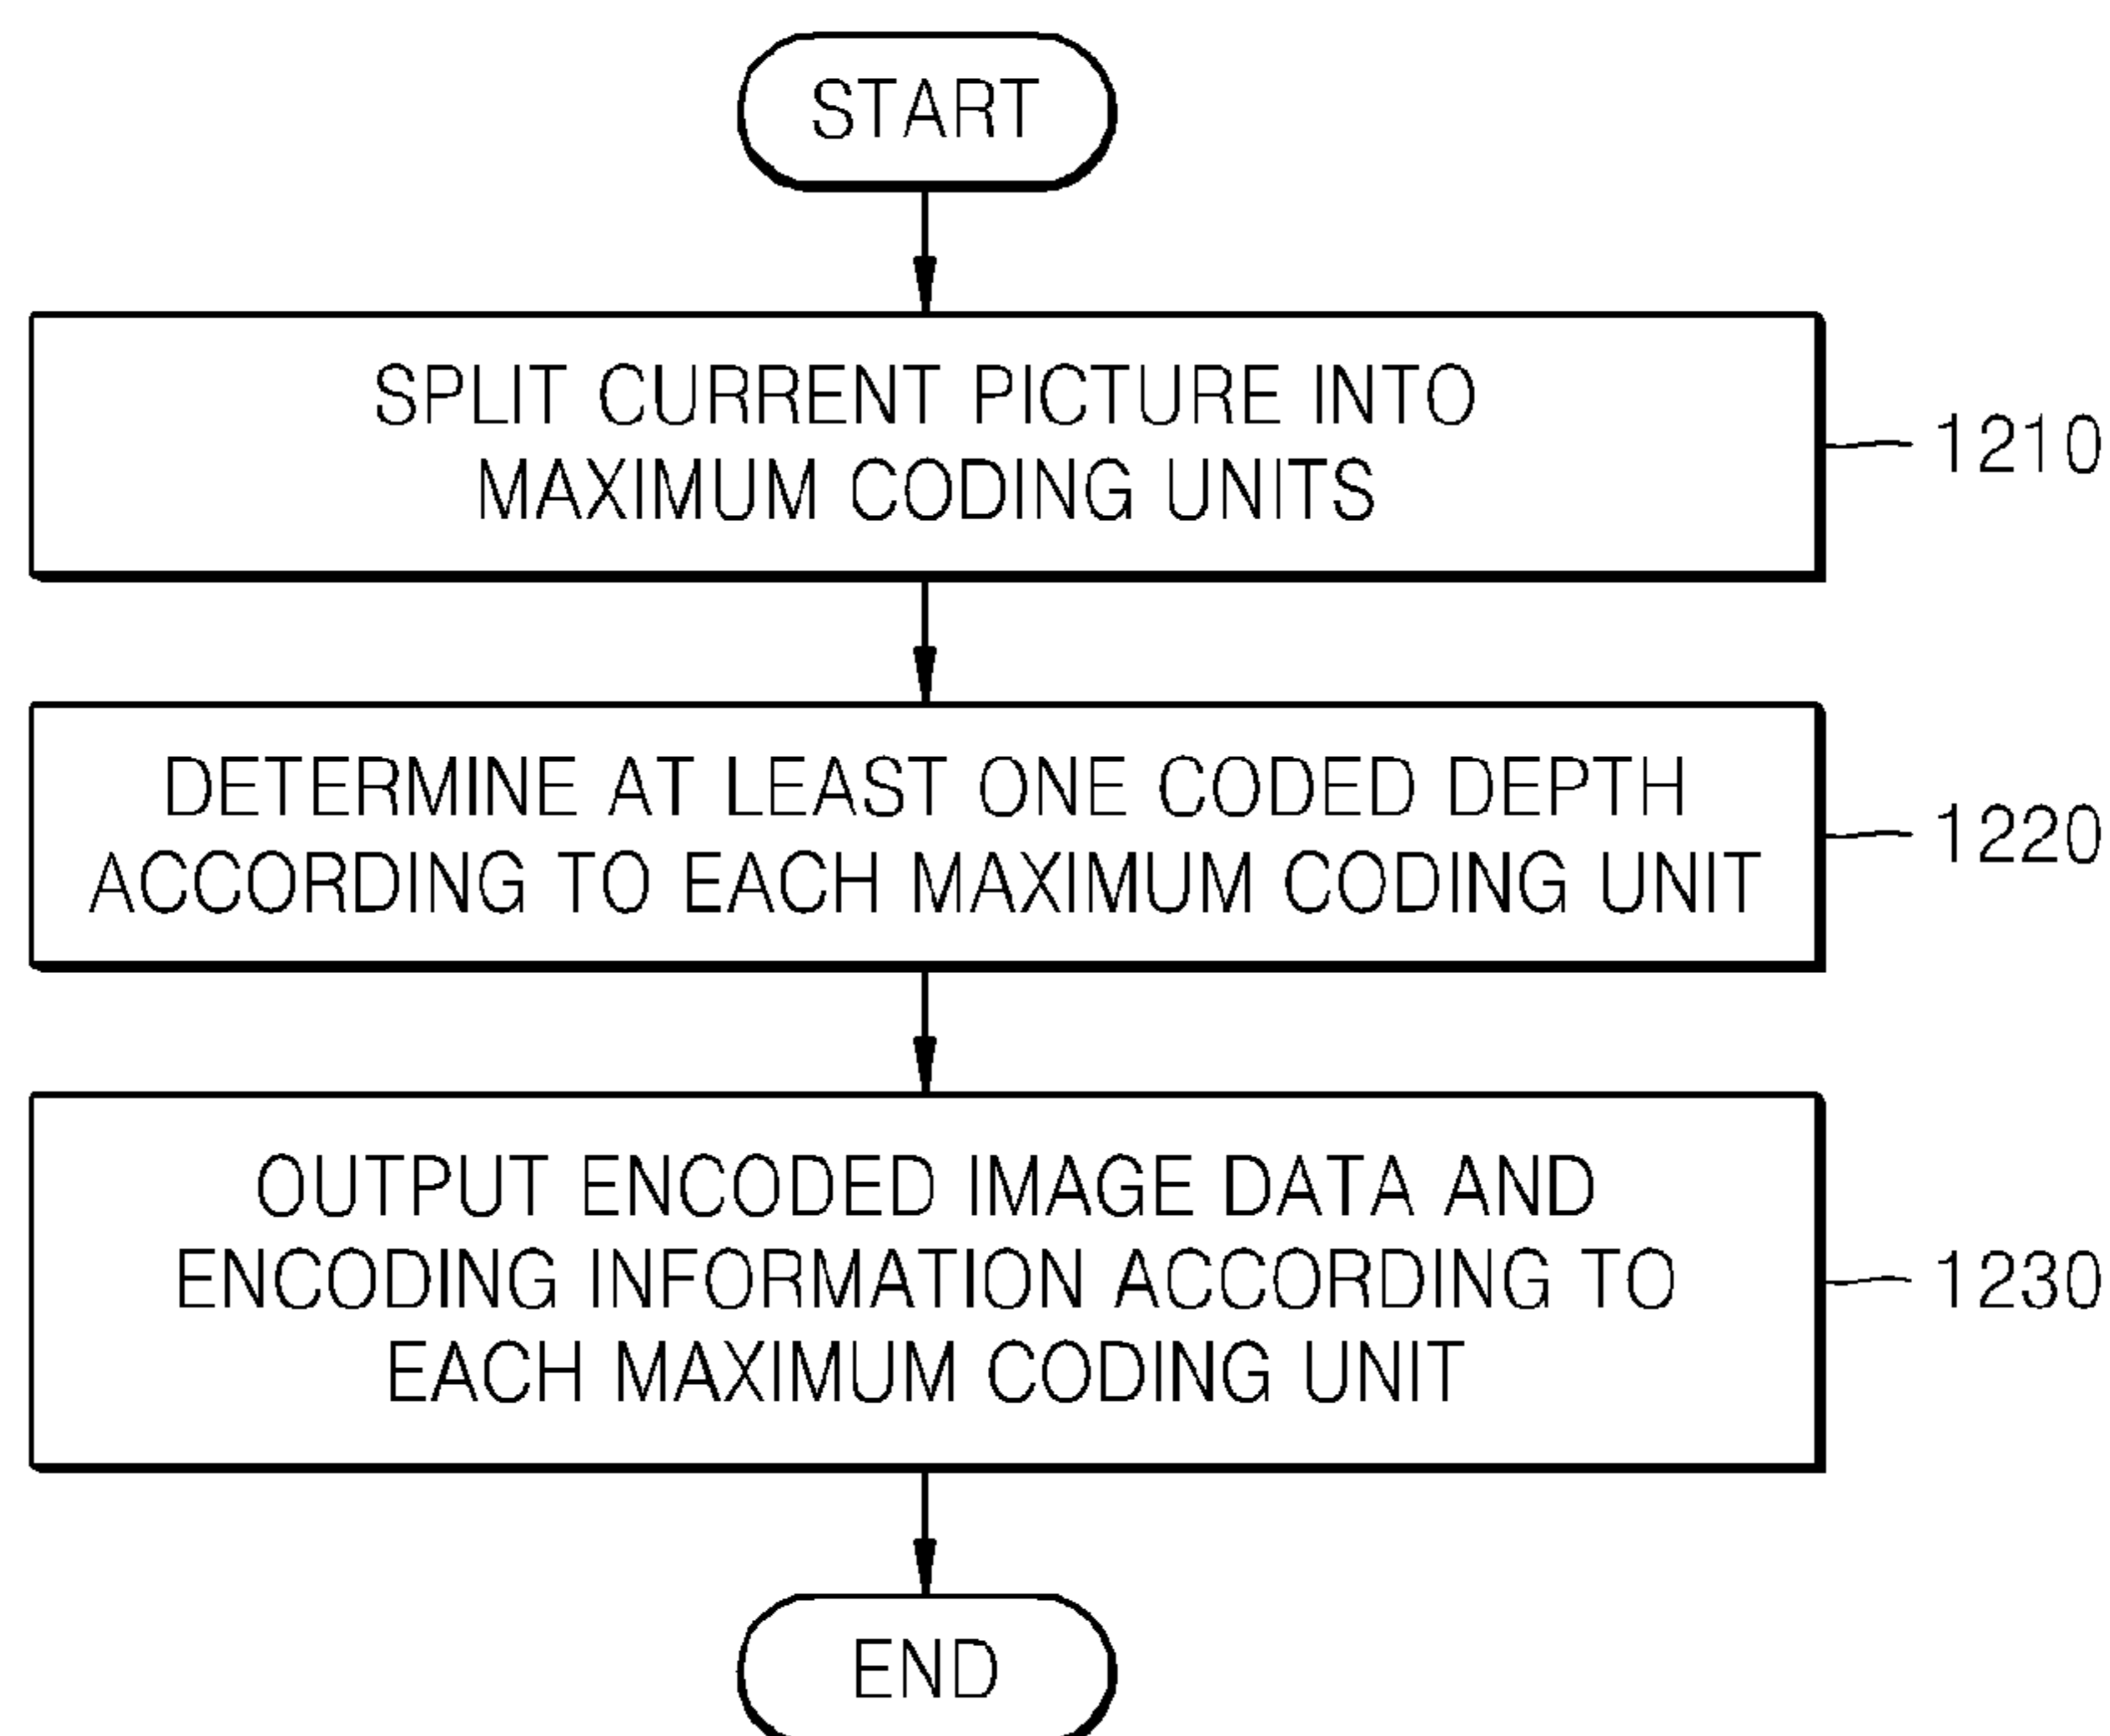 START
SPLIT CURRENT PICTURE INTO
MAXIMUM CODING UNITS
1210
DETERMINE AT LEAST ONE CODED DEPTH
ACCORDING TO EACH MAXIMUM CODING UNIT
1220
OUTPUT ENCODED IMAGE DATA AND
ENCODING INFORMATION ACCORDING TO
EACH MAXIMUM CODING UNIT
1230
END